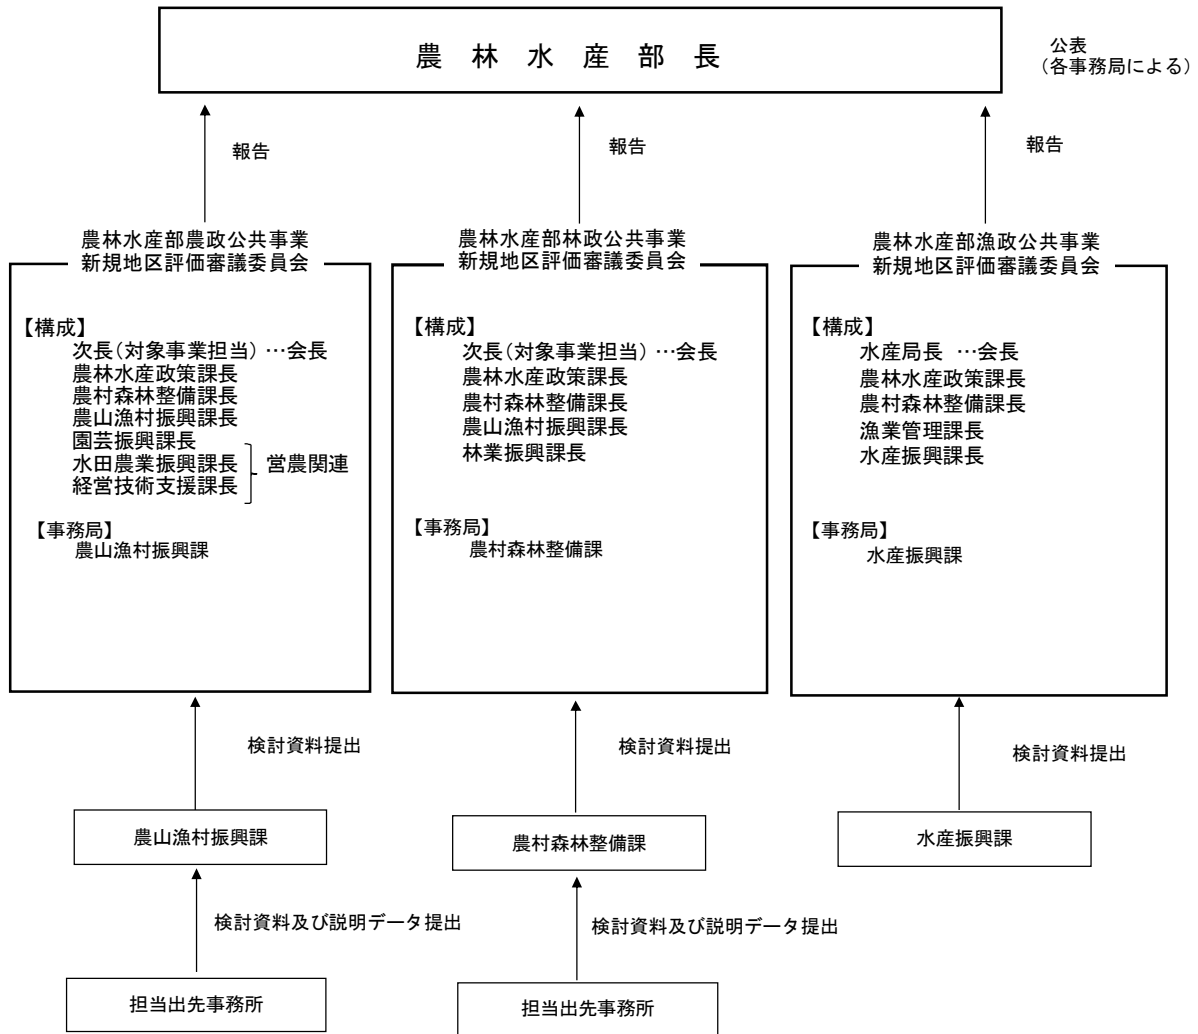 農林水産部長
公表
（各事務局による）
報告
報告
報告
農林水産部農政公共事業
新規地区評価審議委員会
【構成】
次長（対象事業担当）…会長
農林水産政策課長
農村森林整備課長
農山漁村振興課長
園芸振興課長
水田農業振興課長
経営技術支援課長
営農関連
【事務局】
農山漁村振興課
農林水産部林政公共事業
新規地区評価審議委員会
【構成】
次長（対象事業担当）…会長
農林水産政策課長
農村森林整備課長
農山漁村振興課長
林業振興課長
【事務局】
農村森林整備課
農林水産部漁政公共事業
新規地区評価審議委員会
【構成】
水産局長 …会長
農林水産政策課長
農村森林整備課長
漁業管理課長
水産振興課長
【事務局】
水産振興課
検討資料提出
検討資料提出
検討資料提出
農山漁村振興課
農村森林整備課
水産振興課
検討資料及び説明データ提出
検討資料及び説明データ提出
担当出先事務所
担当出先事務所